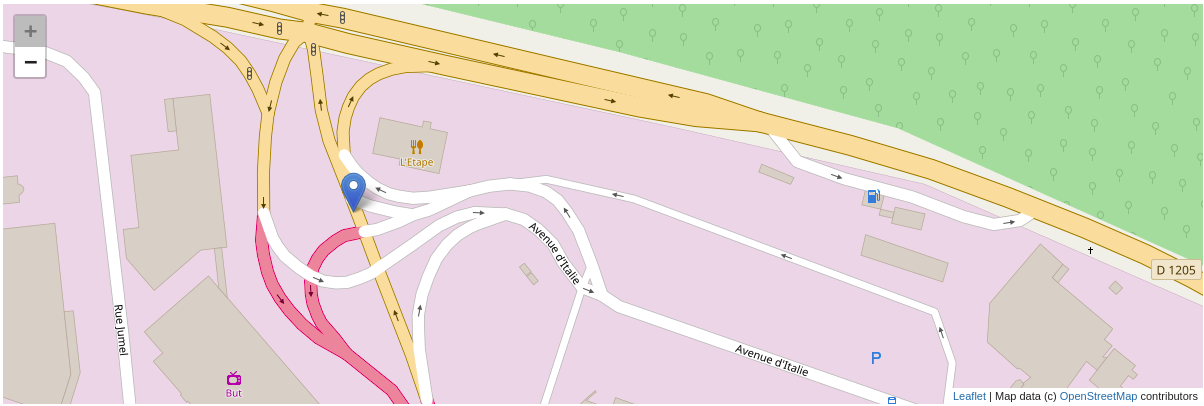 +
−
L'Etape
Avenue d'Italie
D 1205
Rue Jumel
Avenue d'Italie
P
But
Leaflet | Map data (c) OpenStreetMap contributors